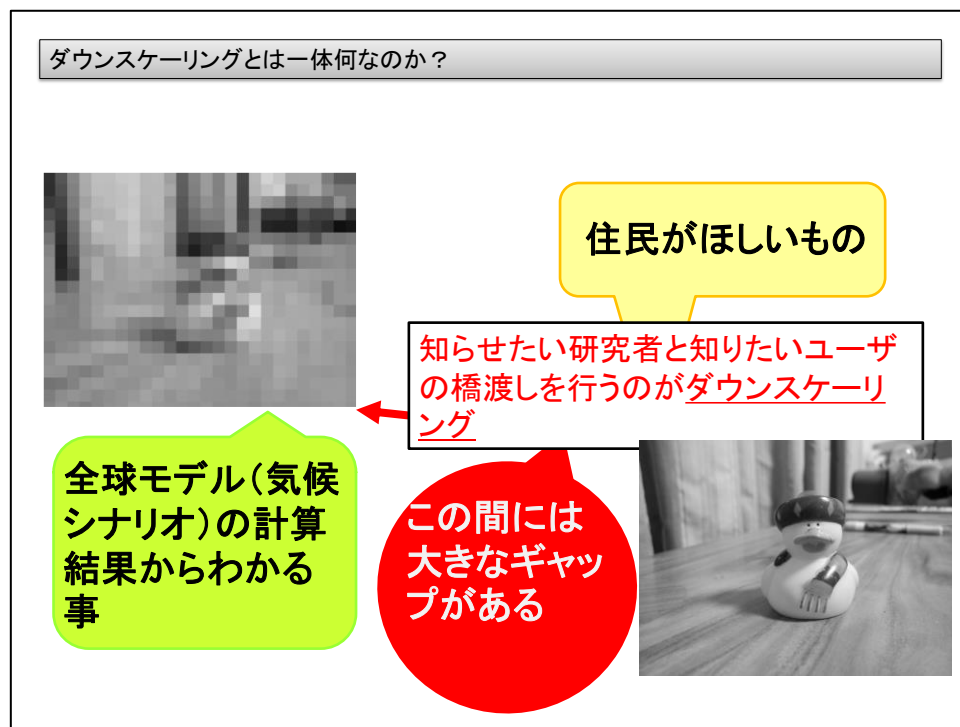 ダウンスケーリングとは一体何なのか？
住民がほしいもの
知らせたい研究者と知りたいユーザ
の橋渡しを行うのがダウンスケーリ
ング
全球モデル（気候
シナリオ）の計算
結果からわかる
事
この間には
大きなギャッ
プがある